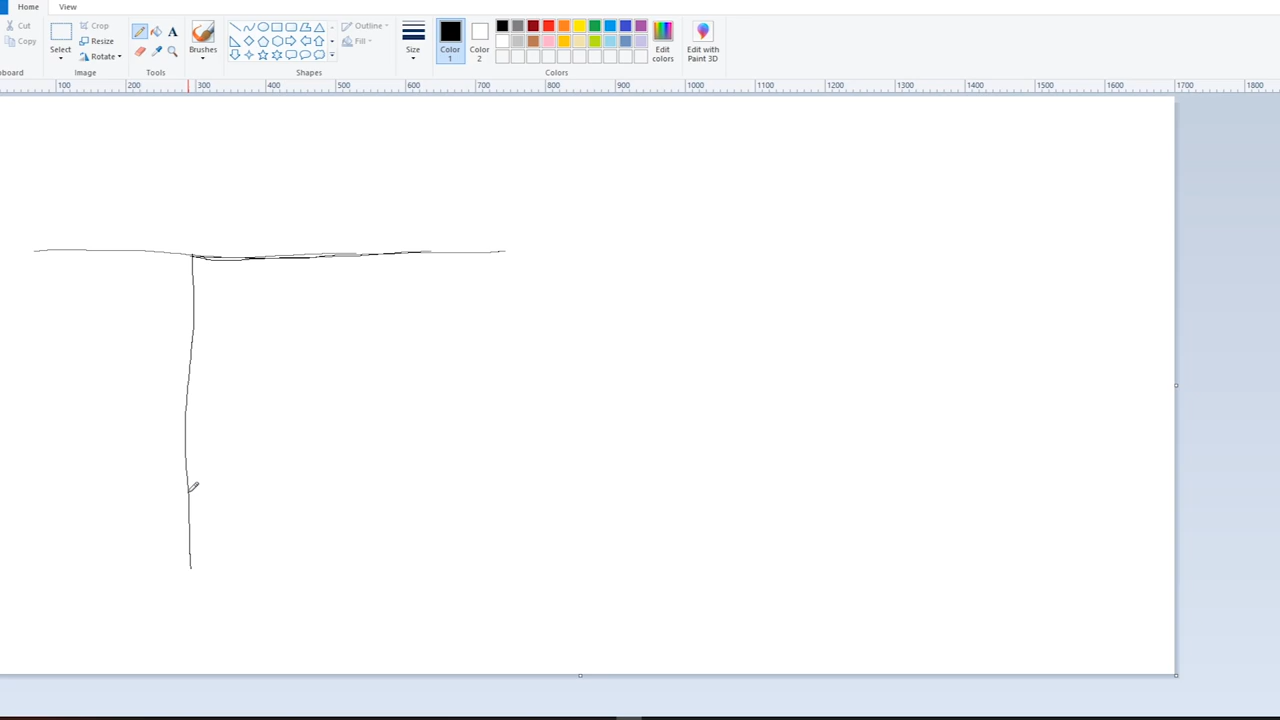 Home View
Cut
Copy
Crop
Resize
Rotate
Select
Brushes
Outline
Fill
Size
Color
1
Color
2
Edit
colors
Edit with
Paint 3D
oboard Image Tools Shapes Colors
100 200 300 400 500 600 700 800 900 1000 1100 1200 1300 1400 1500 1600 1700 1800